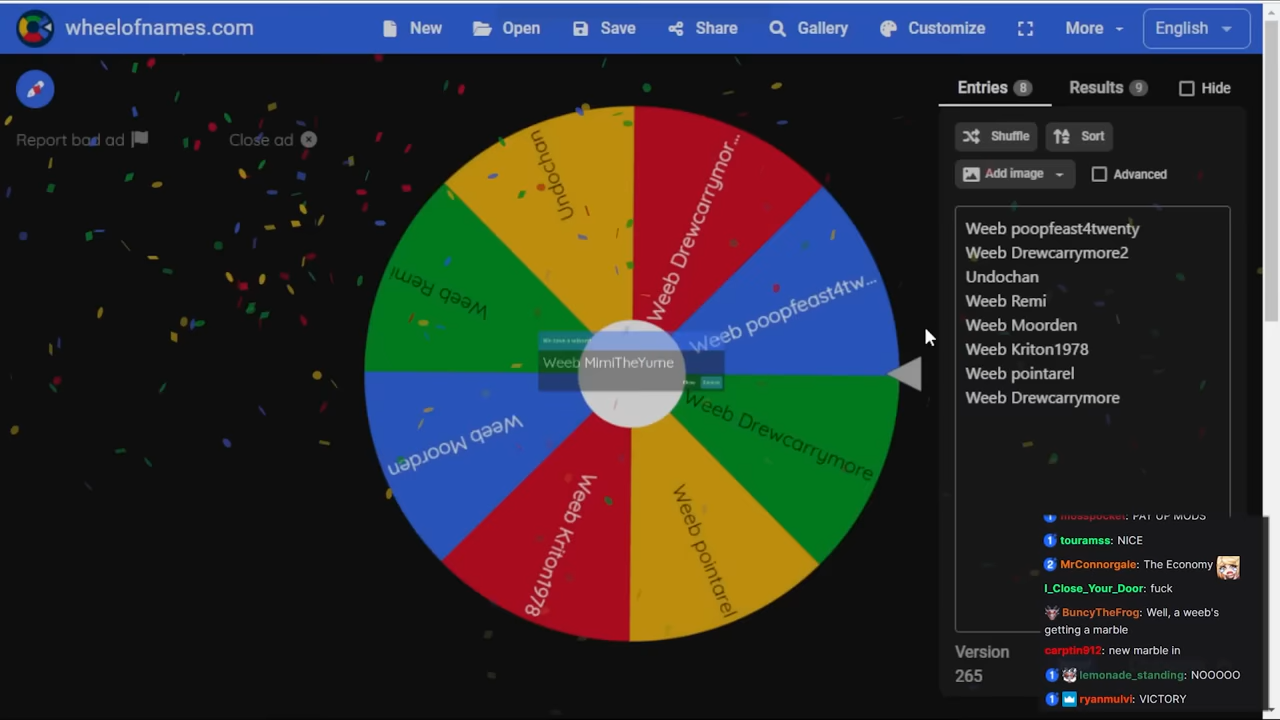 wheelofnames.com
New
Open
Save
Share
Gallery
Customize
More
English
Report bad ad
Close ad
Entries 8
Results 9
Hide
Shuffle
Sort
Add image
Advanced
Weeb poopfeast4twenty
Weeb Drewcarrymore2
Undochan
Weeb Remi
Weeb Moorden
Weeb Kriton1978
Weeb pointarel
Weeb Drewcarrymore
Undochan
Weeb Drewcarrymor...
Weeb poopfeast4tw...
Weeb Drewcarrymore
Weeb pointarel
Weeb Kriton1978
Weeb Moorden
Weeb Remi
Weeb MimiTheYume
Version
265
mosspocket: PAY UP MODS
touramss: NICE
MrConnorgale: The Economy
I_Close_Your_Door: fuck
BuncyTheFrog: Well, a weeb's
getting a marble
carptin912: new marble in
lemonade_standing: NOOOOO
ryanmulvi: VICTORY